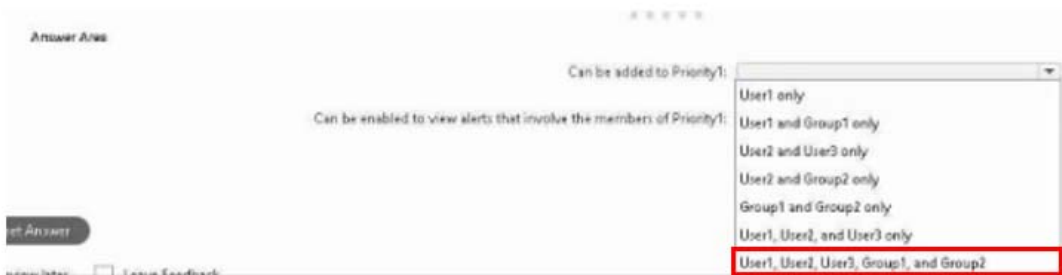 Answer Area
Can be added to Priority1:
User1 only
Can be enabled to view alerts that involve the members of Priority1:
User1 and Group1 only
User2 and User3 only
User2 and Group2 only
Group1 and Group2 only
et Answer
User1, User2, and User3 only
Leave Feedback
User1, User2, User3, Group1, and Group2